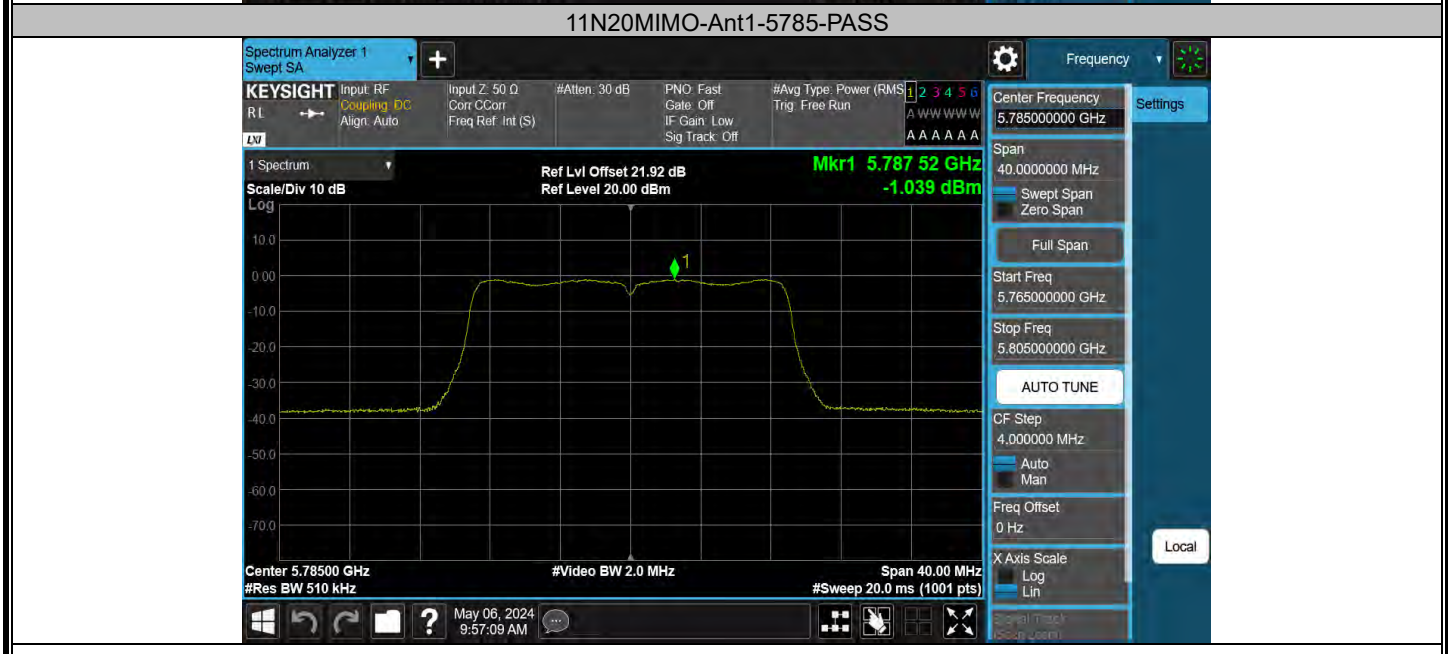 11N20MIMO-Ant1-5785-PASS
Spectrum Analyzer 1
Swept SA
Frequency
KEYSIGHT
RL
LXI
Input: RF
Coupling: DC
Align: Auto
Input Z: 50 Ω
Corr CCorr
Freq Ref: Int (S)
#Atten: 30 dB
PNO: Fast
Gate: Off
IF Gain: Low
Sig Track: Off
#Avg Type: Power (RMS
Trig: Free Run
1 2 3 4 5 6
A W W W W W
A A A A A A
1 Spectrum
Scale/Div 10 dB
Log
Ref Lvl Offset 21.92 dB
Ref Level 20.00 dBm
Mkr1 5.787 52 GHz
-1.039 dBm
10.0
0.00
-10.0
-20.0
-30.0
-40.0
-50.0
-60.0
-70.0
1
Center 5.78500 GHz
#Res BW 510 kHz
#Video BW 2.0 MHz
Span 40.00 MHz
#Sweep 20.0 ms (1001 pts)
May 06, 2024
9:57:09 AM
Center Frequency
5.785000000 GHz
Span
40.0000000 MHz
Swept Span
Zero Span
Full Span
Start Freq
5.765000000 GHz
Stop Freq
5.805000000 GHz
AUTO TUNE
CF Step
4.000000 MHz
Auto
Man
Freq Offset
0 Hz
X Axis Scale
Log
Lin
Signal Track
(Span Zoom)
Settings
Local